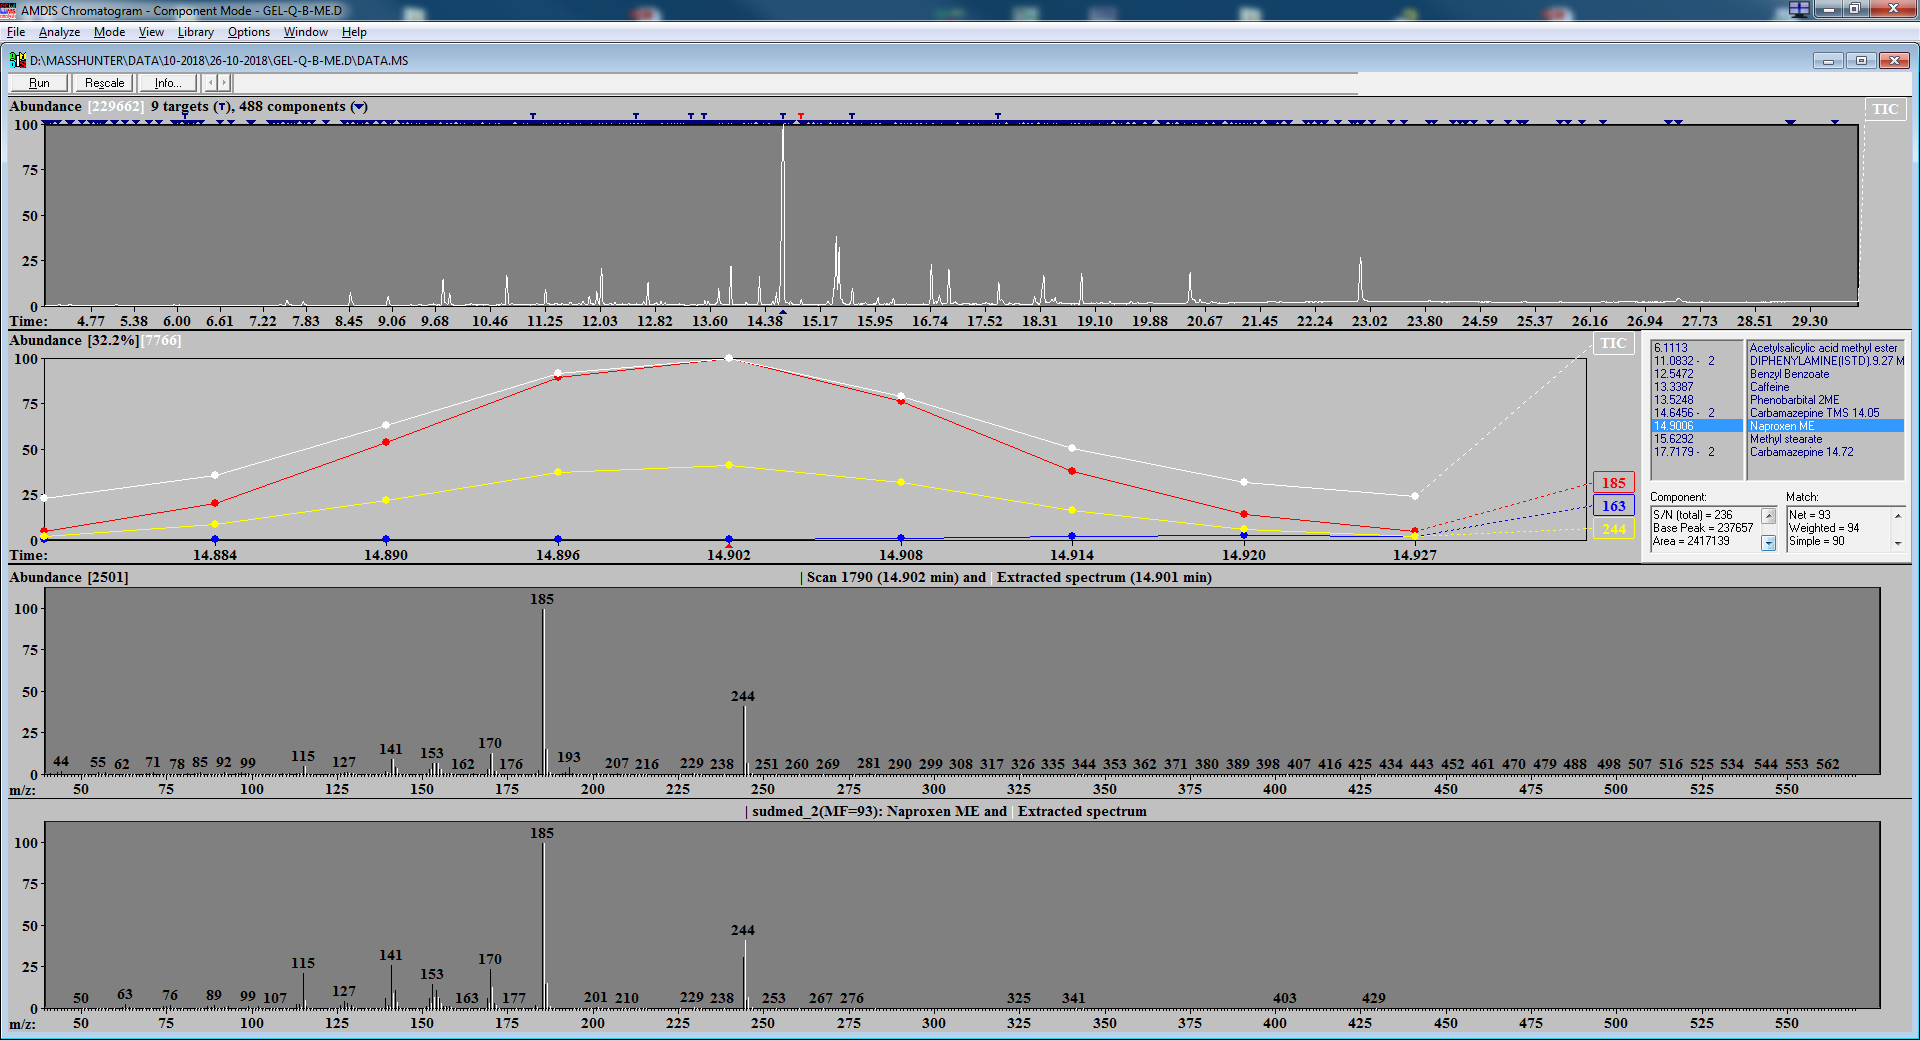 AMDIS Chromatogram - Component Mode - GEL-Q-B-ME.D
File Analyze Mode View Library Options Window Help
D:\MASSHUNTER\DATA\10-2018\26-10-2018\GEL-Q-B-ME.D\DATA.MS
Run Rescale Info...
Abundance [229662] 9 targets (T), 488 components (▼)
TIC
100
75
50
25
0
Time: 4.77 5.38 6.00 6.61 7.22 7.83 8.45 9.06 9.68 10.46 11.25 12.03 12.82 13.60 14.38 15.17 15.95 16.74 17.52 18.31 19.10 19.88 20.67 21.45 22.24 23.02 23.80 24.59 25.37 26.16 26.94 27.73 28.51 29.30
Abundance [32.2%][7766]
TIC
100
75
50
25
0
185
163
244
Time: 14.884 14.890 14.896 14.902 14.908 14.914 14.920 14.927
6.1113 Acetylsalicylic acid methyl ester
11.0832 - 2 DIPHENYLAMINE(ISTD).9.27 M
12.5472 Benzyl Benzoate
13.3387 Caffeine
13.5248 Phenobarbital 2ME
14.6456 - 2 Carbamazepine TMS 14.05
14.9006 Naproxen ME
15.6292 Methyl stearate
17.7179 - 2 Carbamazepine 14.72
Component: Match:
S/N (total) = 236 Net = 93
Base Peak = 237657 Weighted = 94
Area = 2417139 Simple = 90
Abundance [2501] | Scan 1790 (14.902 min) and | Extracted spectrum (14.901 min)
100
75
50
25
0
185
244
44 55 62 71 78 85 92 99 115 127 141 153 162 170 176 193 207 216 229 238 251 260 269 281 290 299 308 317 326 335 344 353 362 371 380 389 398 407 416 425 434 443 452 461 470 479 488 498 507 516 525 534 544 553 562
m/z: 50 75 100 125 150 175 200 225 250 275 300 325 350 375 400 425 450 475 500 525 550
| sudmed_2(MF=93): Naproxen ME and | Extracted spectrum
100
75
50
25
0
185
244
50 63 76 89 99 107 115 127 141 153 163 170 177 201 210 229 238 253 267 276 325 341 403 429
m/z: 50 75 100 125 150 175 200 225 250 275 300 325 350 375 400 425 450 475 500 525 550